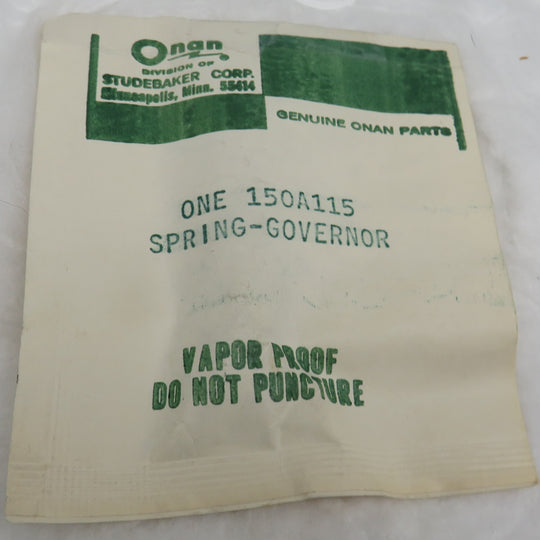 Onan
DIVISION OF
STUDEBAKER CORP.
Minneapolis, Minn. 55414
GENUINE ONAN PARTS
ONE 150A115
SPRING-GOVERNOR
VAPOR PROOF
DO NOT PUNCTURE